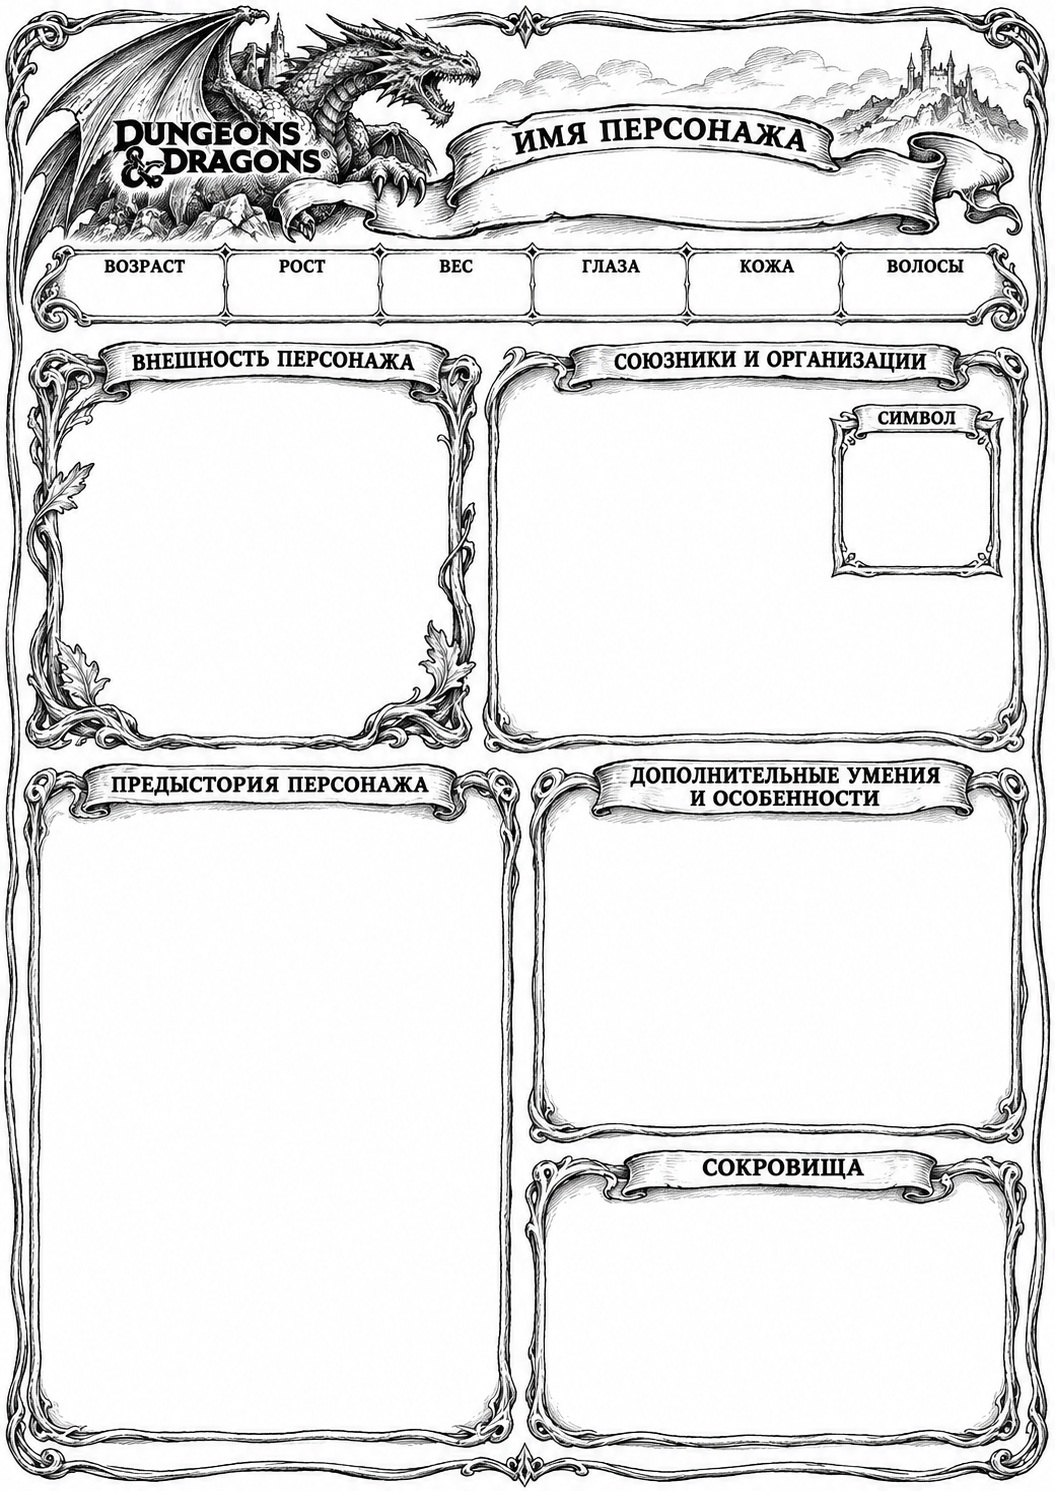 DUNGEONS
& DRAGONS®
ИМЯ ПЕРСОНАЖА
ВОЗРАСТ
РОСТ
ВЕС
ГЛАЗА
КОЖА
ВОЛОСЫ
ВНЕШНОСТЬ ПЕРСОНАЖА
СОЮЗНИКИ И ОРГАНИЗАЦИИ
СИМВОЛ
ПРЕДЫСТОРИЯ ПЕРСОНАЖА
ДОПОЛНИТЕЛЬНЫЕ УМЕНИЯ
И ОСОБЕННОСТИ
СОКРОВИЩА